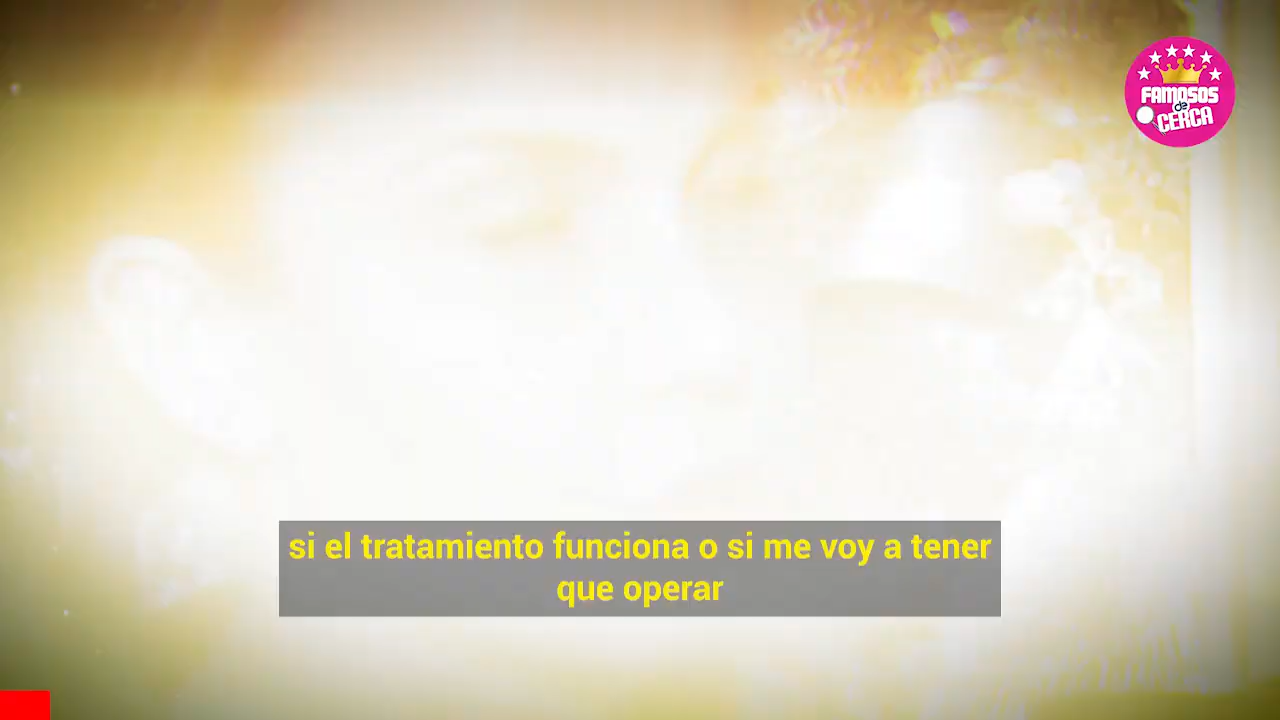 FAMOSOS
de
CERCA
si el tratamiento funciona o si me voy a tener
que operar